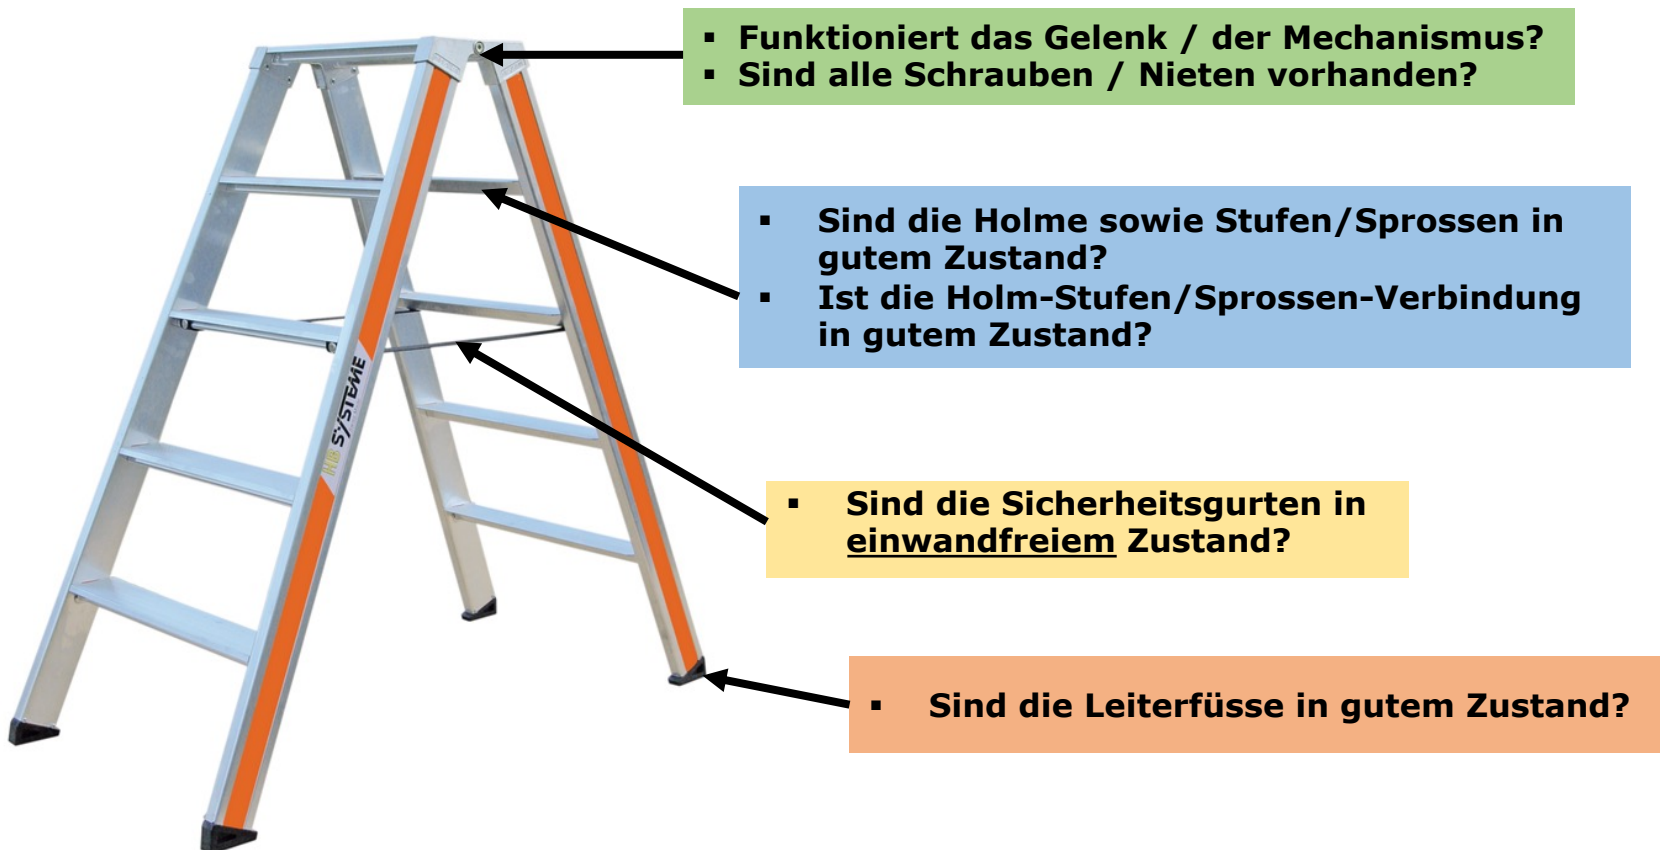 ▪ Funktioniert das Gelenk / der Mechanismus?
▪ Sind alle Schrauben / Nieten vorhanden?
▪ Sind die Holme sowie Stufen/Sprossen in
gutem Zustand?
▪ Ist die Holm-Stufen/Sprossen-Verbindung
in gutem Zustand?
HB SYSTEME
▪ Sind die Sicherheitsgurten in
einwandfreiem Zustand?
▪ Sind die Leiterfüsse in gutem Zustand?